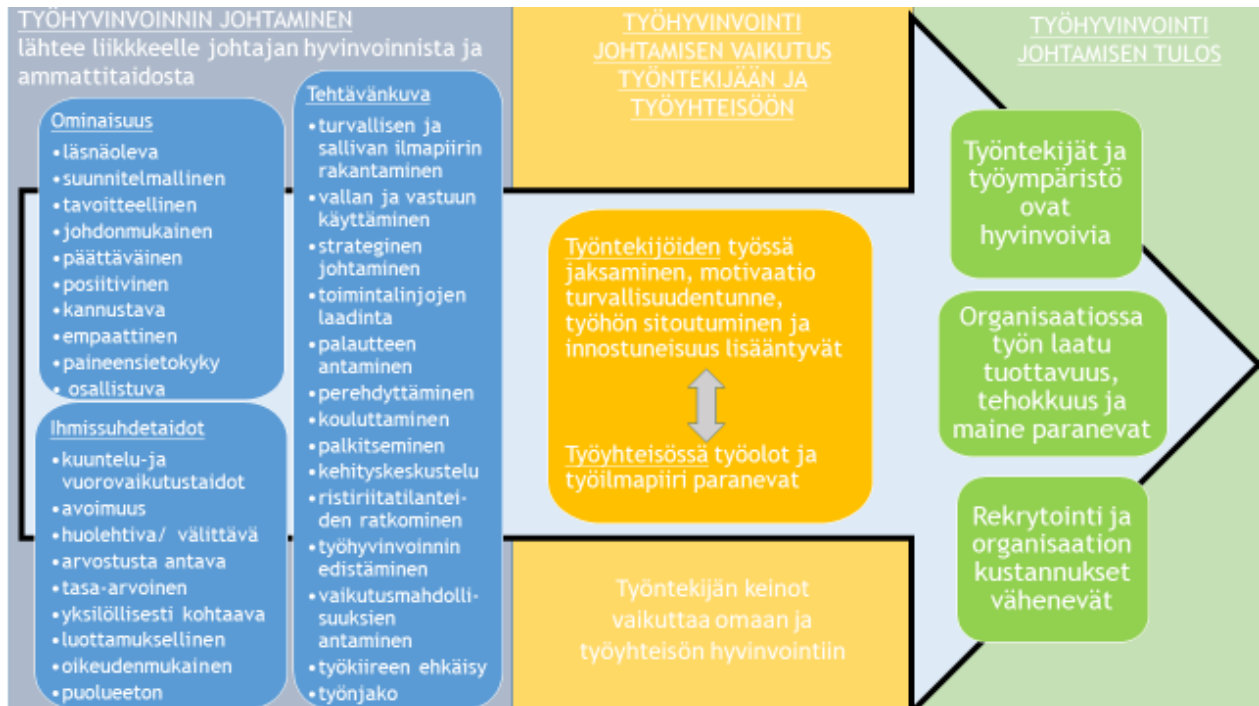 TYÖHYVINVOINNIN JOHTAMINEN
lähtee liikkkeelle johtajan hyvinvoinnista ja
ammattitaidosta
Ominaisuus
•läsnäoleva
•suunnitelmallinen
•tavoitteellinen
•johdonmukainen
•päättäväinen
•posiitivinen
•kannustava
•empaattinen
•paineensietokyky
• osallistuva
Ihmissuhdetaidot
•kuuntelu-ja
vuorovaikutustaidot
•avoimuus
•huolehtiva/ välittävä
•arvostusta antava
•tasa-arvoinen
•yksilöllisesti kohtaava
•luottamuksellinen
•oikeudenmukainen
•puolueeton
Tehtävänkuva
•turvallisen ja
sallivan ilmapiirin
rakantaminen
•vallan ja vastuun
käyttäminen
•strateginen
johtaminen
•toimintalinjojen
laadinta
•palautteen
antaminen
•perehdyttäminen
•kouluttaminen
•palkitseminen
•kehityskeskustelu
•ristiriitatilantei-
den ratkominen
•työhyvinvoinnin
edistäminen
•vaikutusmahdolli-
suuksien
antaminen
•työkiireen ehkäisy
•työnjako
TYÖHYVINVOINTI
JOHTAMISEN VAIKUTUS
TYÖNTEKIJÄÄN JA
TYÖYHTEISÖÖN
Työntekijöiden työssä
jaksaminen, motivaatio
turvallisuudentunne,
työhön sitoutuminen ja
innostuneisuus lisääntyvät
Työyhteisössä työolot ja
työilmapiiri paranevat
Työntekijän keinot
vaikuttaa omaan ja
työyhteisön hyvinvointiin
TYÖHYVINVOINTI
JOHTAMISEN TULOS
Työntekijät ja
työympäristö
ovat
hyvinvoivia
Organisaatiossa
työn laatu
tuottavuus,
tehokkuus ja
maine paranevat
Rekrytointi ja
organisaation
kustannukset
vähenevät